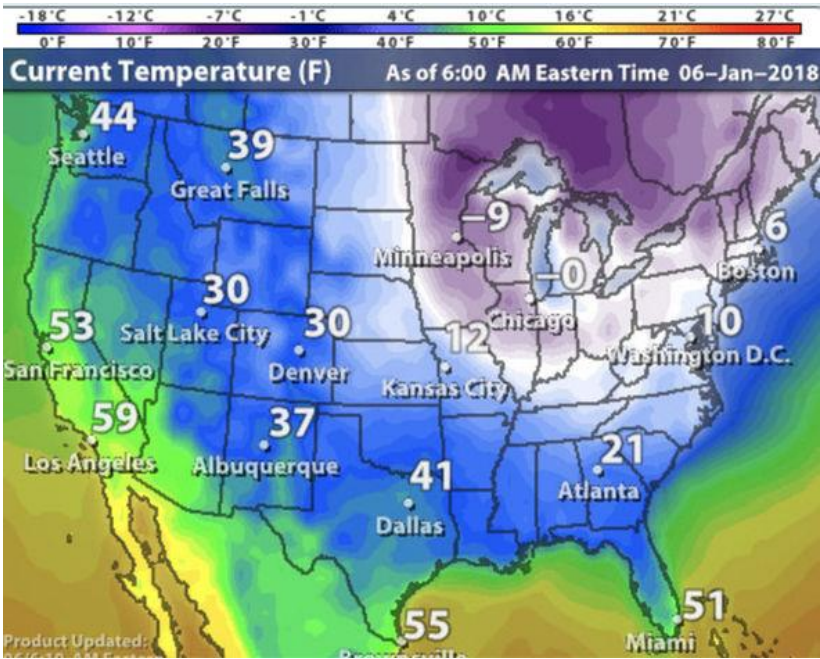 -18°C -12°C -7°C -1°C 4°C 10°C 16°C 21°C 27°C
0°F 10°F 20°F 30°F 40°F 50°F 60°F 70°F 80°F
Current Temperature (F) As of 6:00 AM Eastern Time 06-Jan-2018
44
Seattle
39
Great Falls
-9
Minneapolis
6
Boston
-0
Chicago
30
Salt Lake City
30
Denver
53
San Francisco
12
Kansas City
10
Washington D.C.
59
Los Angeles
37
Albuquerque
41
Dallas
21
Atlanta
55
Brownsville
51
Miami
Product Updated:
AM Eastern